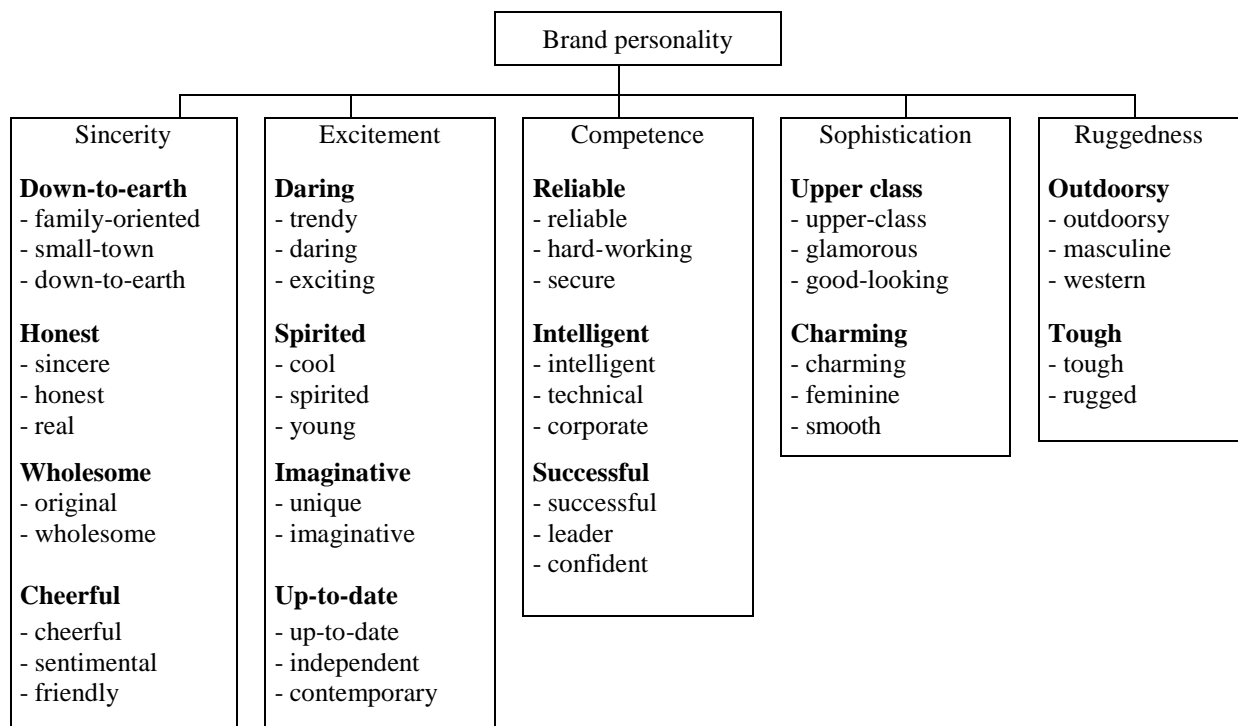 Brand personality
Sincerity
Down-to-earth
- family-oriented
- small-town
- down-to-earth
Honest
- sincere
- honest
- real
Wholesome
- original
- wholesome
Cheerful
- cheerful
- sentimental
- friendly
Excitement
Daring
- trendy
- daring
- exciting
Spirited
- cool
- spirited
- young
Imaginative
- unique
- imaginative
Up-to-date
- up-to-date
- independent
- contemporary
Competence
Reliable
- reliable
- hard-working
- secure
Intelligent
- intelligent
- technical
- corporate
Successful
- successful
- leader
- confident
Sophistication
Upper class
- upper-class
- glamorous
- good-looking
Charming
- charming
- feminine
- smooth
Ruggedness
Outdoorsy
- outdoorsy
- masculine
- western
Tough
- tough
- rugged